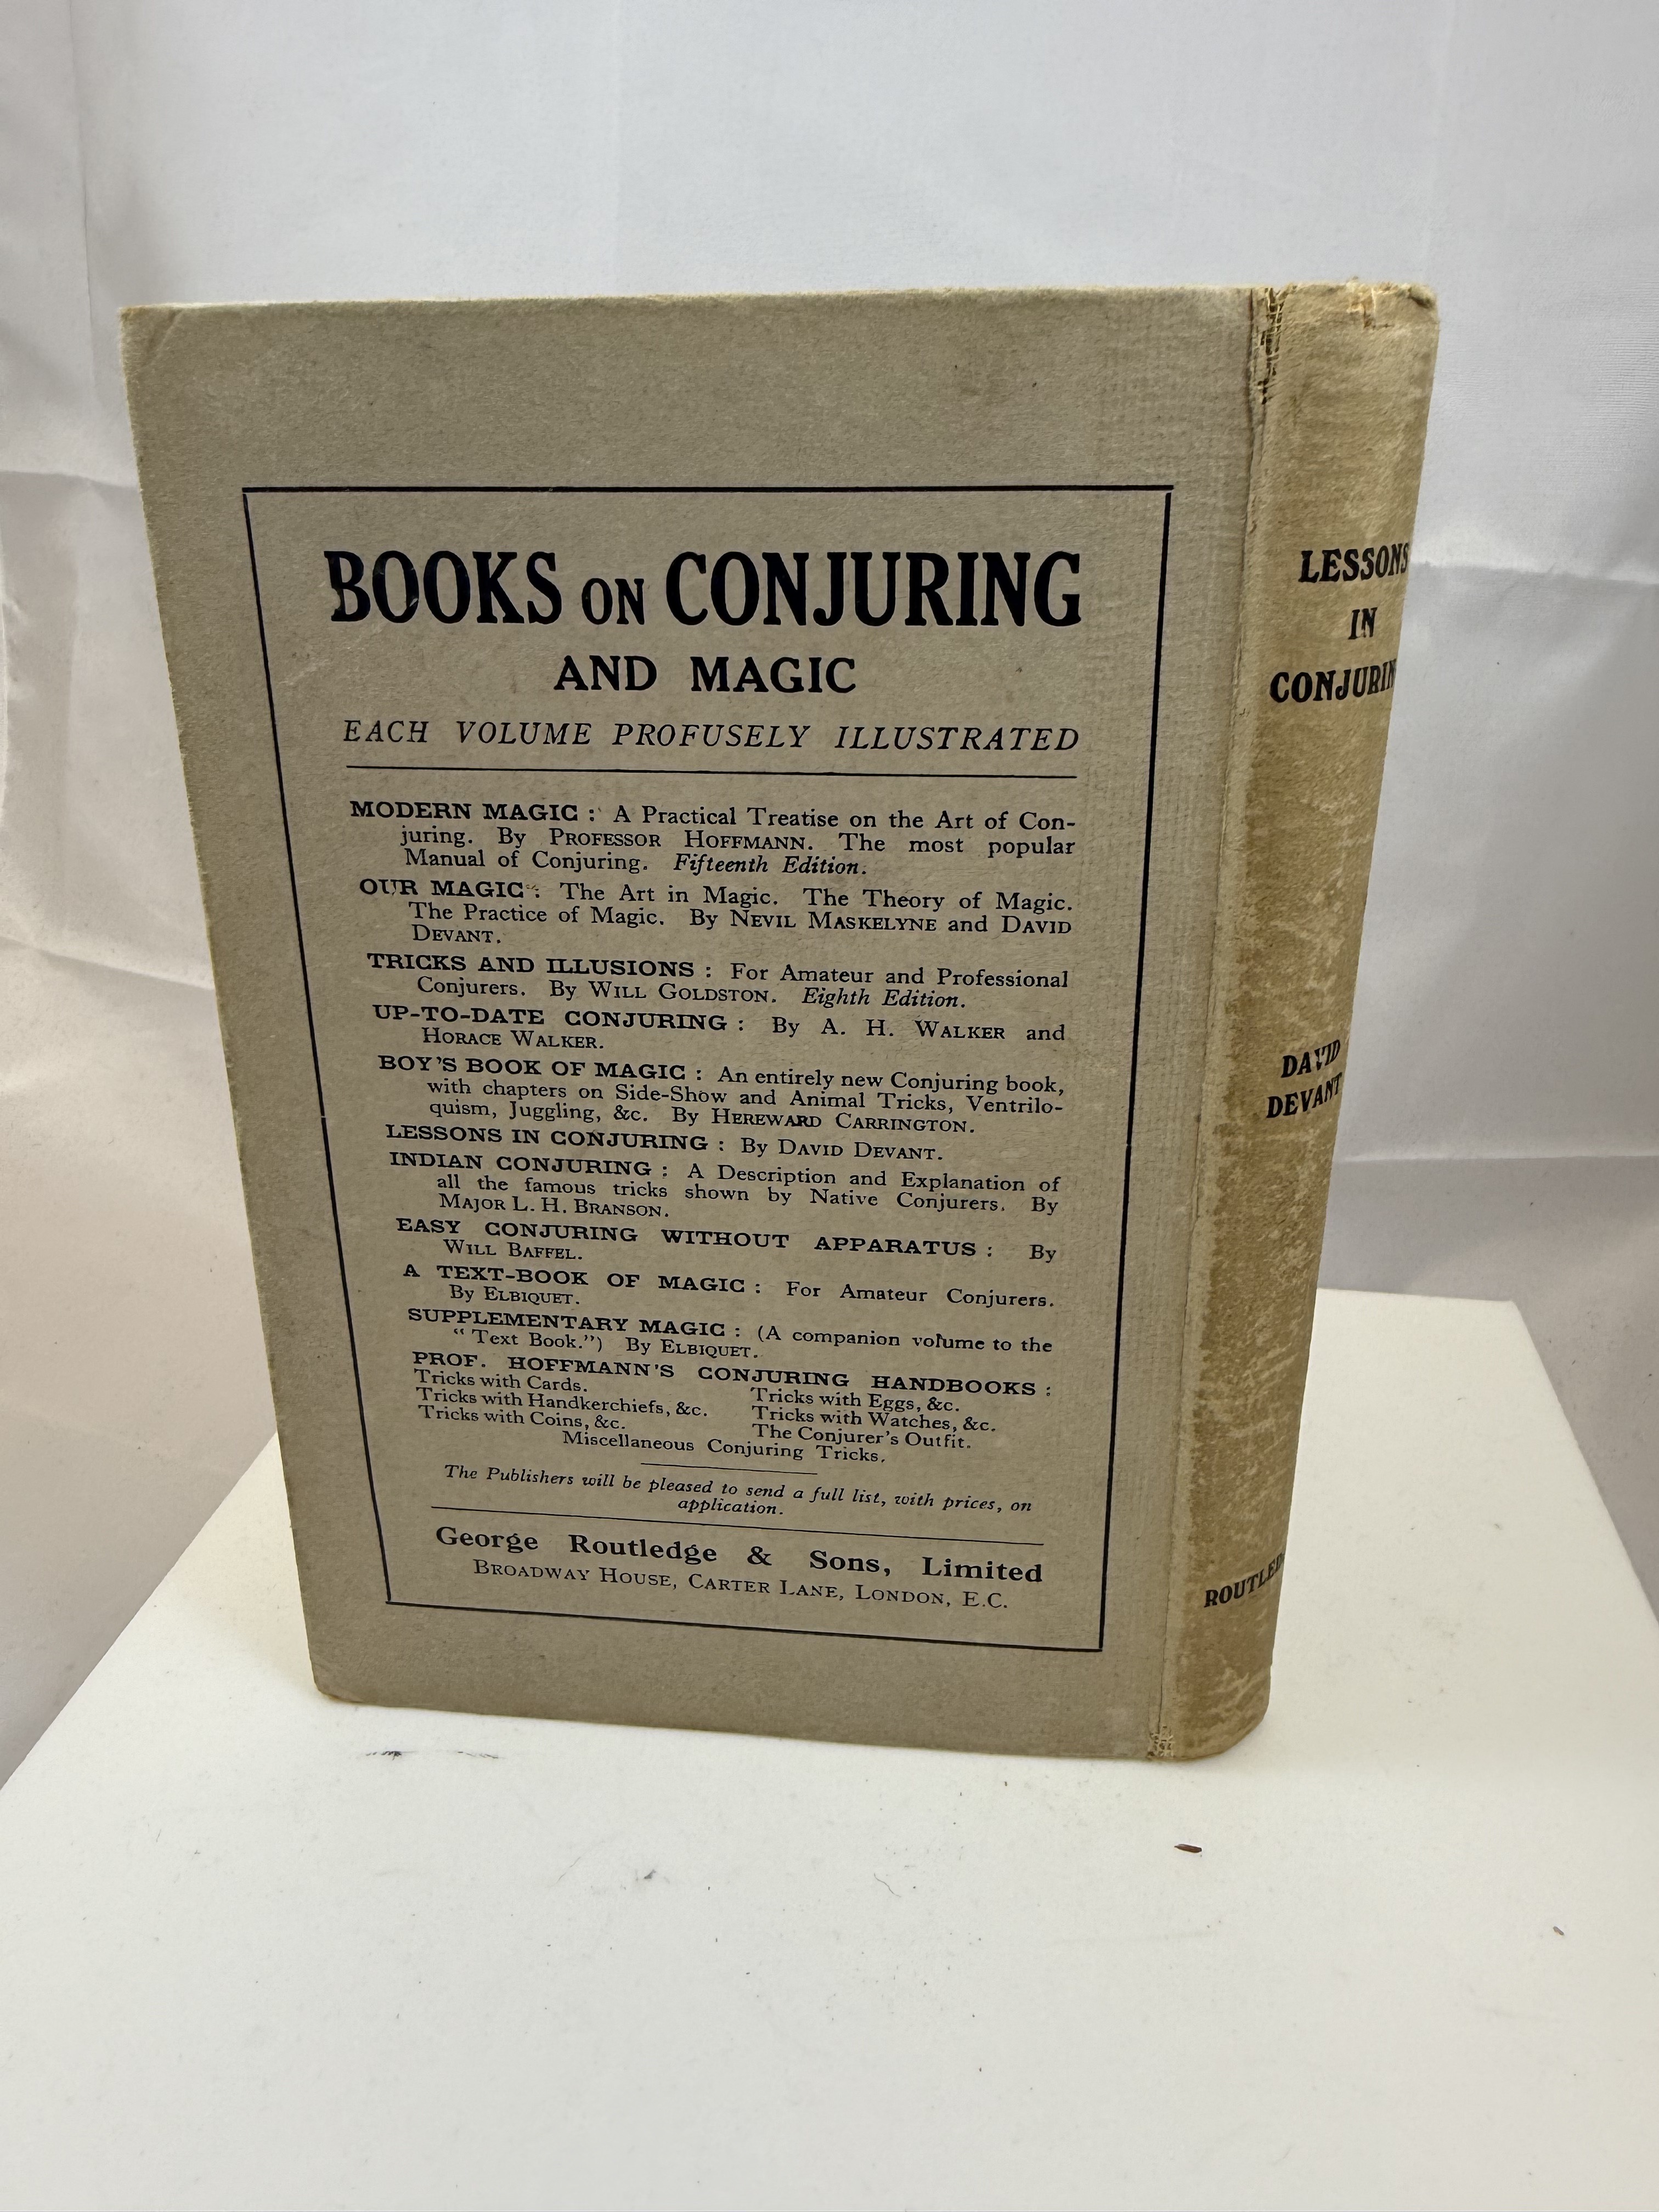 BOOKS ON CONJURING
AND MAGIC
EACH VOLUME PROFUSELY ILLUSTRATED
MODERN MAGIC : A Practical Treatise on the Art of Con-
juring. By PROFESSOR HOFFMANN. The most popular
Manual of Conjuring. Fifteenth Edition.
OUR MAGIC : The Art in Magic. The Theory of Magic.
The Practice of Magic. By NEVIL MASKELYNE and DAVID
DEVANT.
TRICKS AND ILLUSIONS : For Amateur and Professional
Conjurers. By WILL GOLDSTON. Eighth Edition.
UP-TO-DATE CONJURING : By A. H. WALKER and
HORACE WALKER.
BOY'S BOOK OF MAGIC : An entirely new Conjuring book,
with chapters on Side-Show and Animal Tricks, Ventrilo-
quism, Juggling, &c. By HEREWARD CARRINGTON.
LESSONS IN CONJURING : By DAVID DEVANT.
INDIAN CONJURING : A Description and Explanation of
all the famous tricks shown by Native Conjurers. By
MAJOR L. H. BRANSON.
EASY CONJURING WITHOUT APPARATUS : By
WILL BAFFEL.
A TEXT-BOOK OF MAGIC : For Amateur Conjurers.
By ELBIQUET.
SUPPLEMENTARY MAGIC : (A companion volume to the
" Text Book.") By ELBIQUET.
PROF. HOFFMANN'S CONJURING HANDBOOKS :
Tricks with Cards. Tricks with Eggs, &c.
Tricks with Handkerchiefs, &c. Tricks with Watches, &c.
Tricks with Coins, &c. The Conjurer's Outfit.
Miscellaneous Conjuring Tricks.
The Publishers will be pleased to send a full list, with prices, on
application.
George Routledge & Sons, Limited
BROADWAY HOUSE, CARTER LANE, LONDON, E.C.
LESSONS
IN
CONJURIN
DAVID
DEVANT
ROUTLED